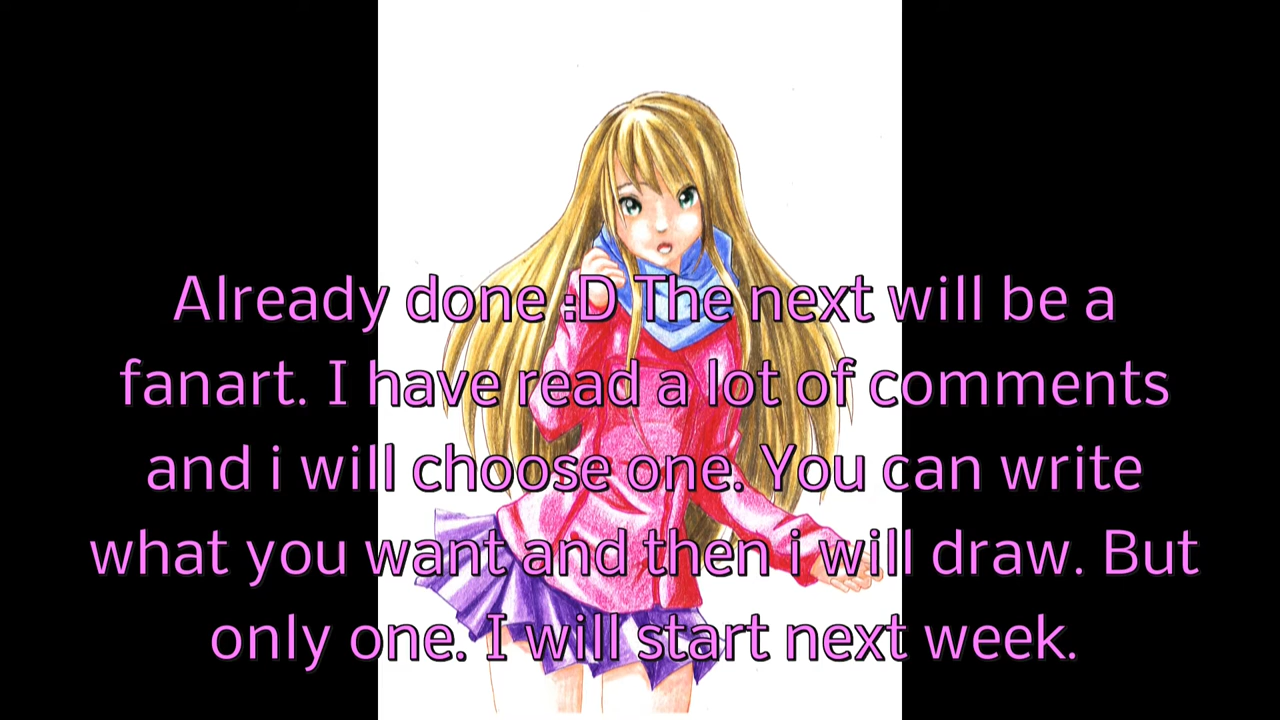 Already done :D The next will be a
fanart. I have read a lot of comments
and i will choose one. You can write
what you want and then i will draw. But
only one. I will start next week.